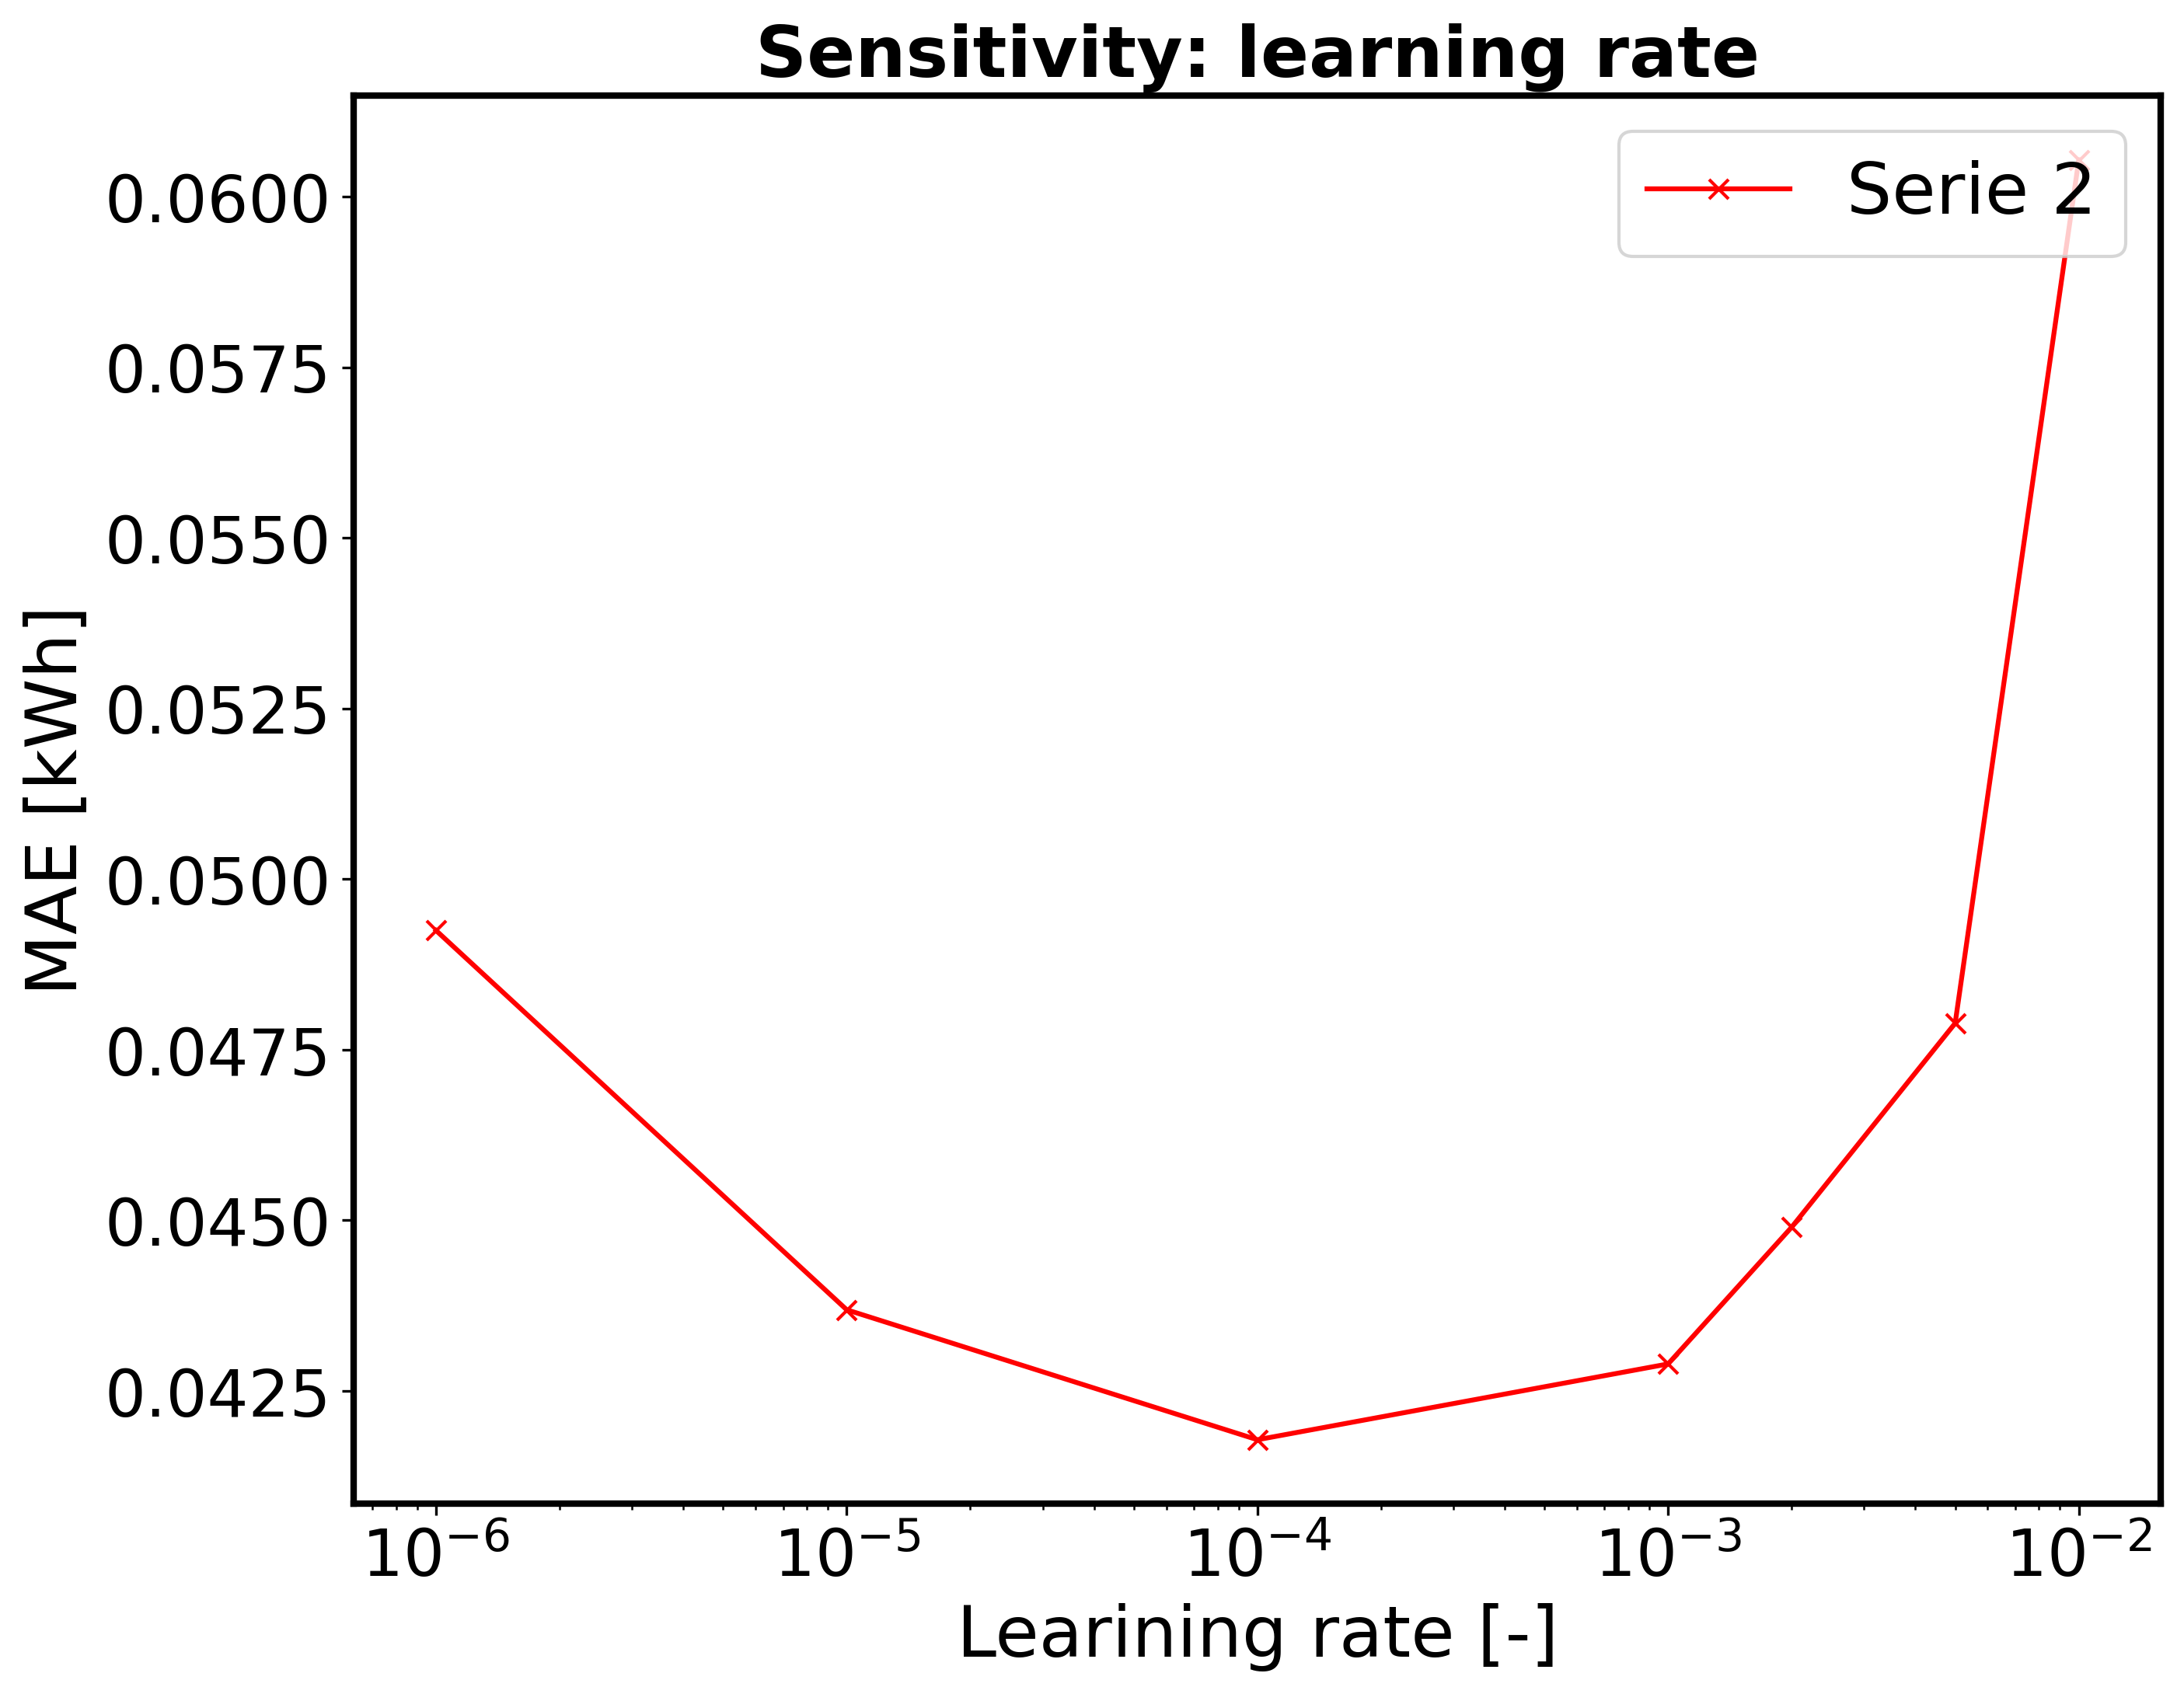 Sensitivity: learning rate
Serie 2
MAE [kWh]
0.0600
0.0575
0.0550
0.0525
0.0500
0.0475
0.0450
0.0425
10⁻⁶ 10⁻⁵ 10⁻⁴ 10⁻³ 10⁻²
Learining rate [-]